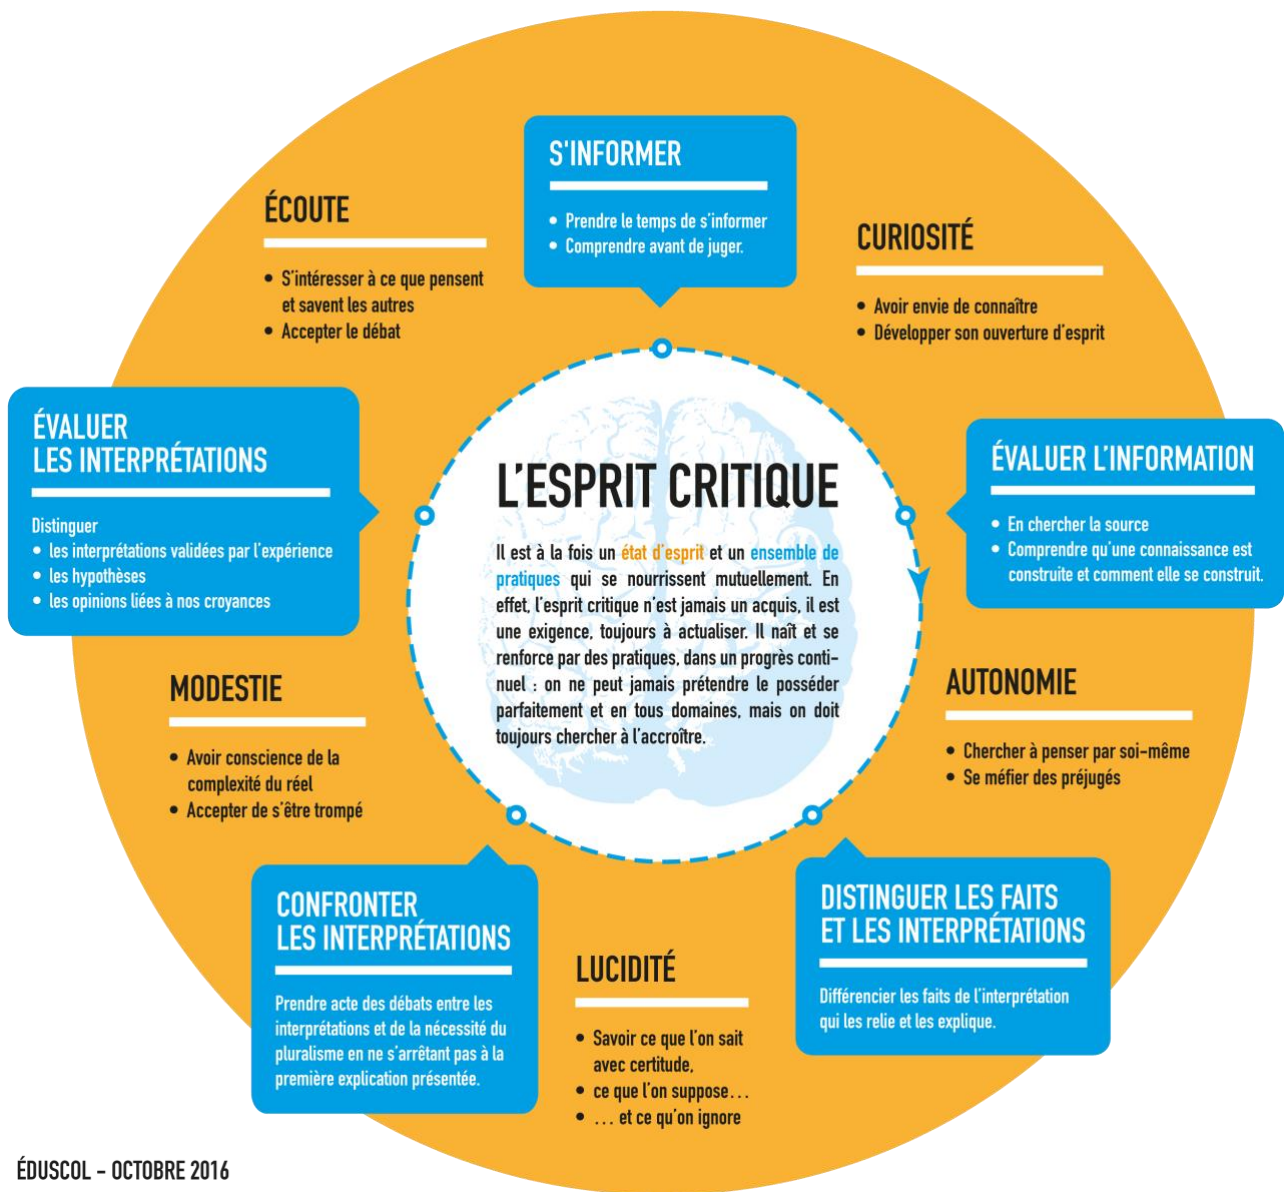 S'INFORMER
• Prendre le temps de s'informer
• Comprendre avant de juger.
ÉCOUTE
• S'intéresser à ce que pensent
et savent les autres
• Accepter le débat
CURIOSITÉ
• Avoir envie de connaître
• Développer son ouverture d'esprit
ÉVALUER
LES INTERPRÉTATIONS
Distinguer
• les interprétations validées par l'expérience
• les hypothèses
• les opinions liées à nos croyances
L'ESPRIT CRITIQUE
Il est à la fois un état d'esprit et un ensemble de
pratiques qui se nourrissent mutuellement. En
effet, l'esprit critique n'est jamais un acquis, il est
une exigence, toujours à actualiser. Il naît et se
renforce par des pratiques, dans un progrès conti-
nuel : on ne peut jamais prétendre le posséder
parfaitement et en tous domaines, mais on doit
toujours chercher à l'accroître.
ÉVALUER L'INFORMATION
• En chercher la source
• Comprendre qu'une connaissance est
construite et comment elle se construit.
MODESTIE
• Avoir conscience de la
complexité du réel
• Accepter de s'être trompé
AUTONOMIE
• Chercher à penser par soi-même
• Se méfier des préjugés
CONFRONTER
LES INTERPRÉTATIONS
Prendre acte des débats entre les
interprétations et de la nécessité du
pluralisme en ne s'arrêtant pas à la
première explication présentée.
LUCIDITÉ
• Savoir ce que l'on sait
avec certitude,
• ce que l'on suppose...
• ... et ce qu'on ignore
DISTINGUER LES FAITS
ET LES INTERPRÉTATIONS
Différencier les faits de l'interprétation
qui les relie et les explique.
ÉDUSCOL - OCTOBRE 2016